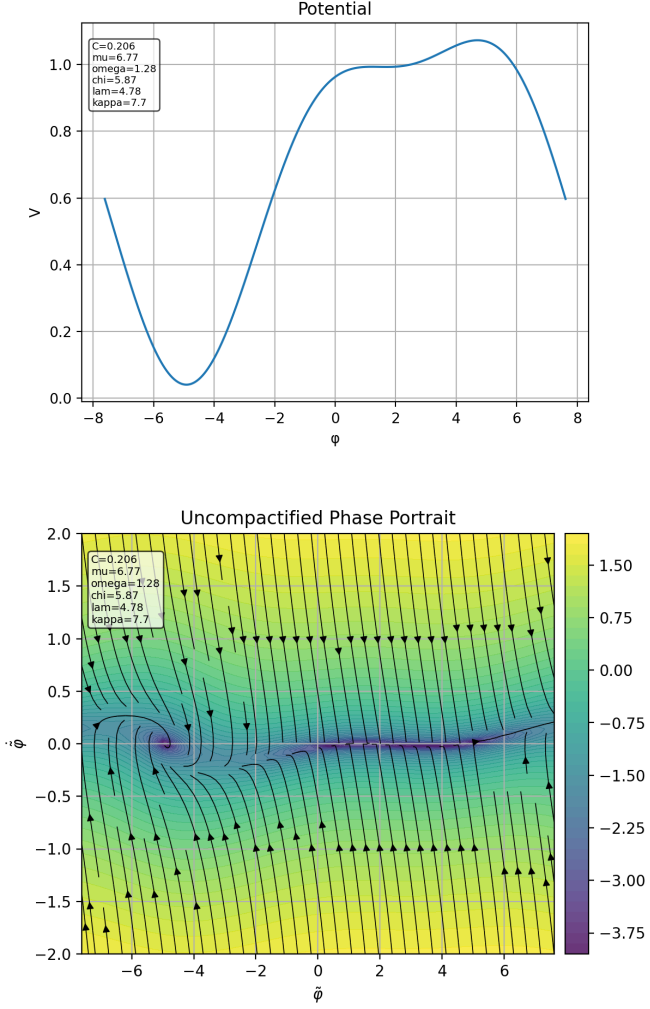 Potential
C=0.206
mu=6.77
omega=1.28
chi=5.87
lam=4.78
kappa=7.7
V
1.0
0.8
0.6
0.4
0.2
0.0
−8 −6 −4 −2 0 2 4 6 8
φ
Uncompactified Phase Portrait
C=0.206
mu=6.77
omega=1.28
chi=5.87
lam=4.78
kappa=7.7
2.0
1.5
1.0
0.5
0.0
−0.5
−1.0
−1.5
−2.0
φ̃̇
−6 −4 −2 0 2 4 6
φ̃
1.50
0.75
0.00
−0.75
−1.50
−2.25
−3.00
−3.75